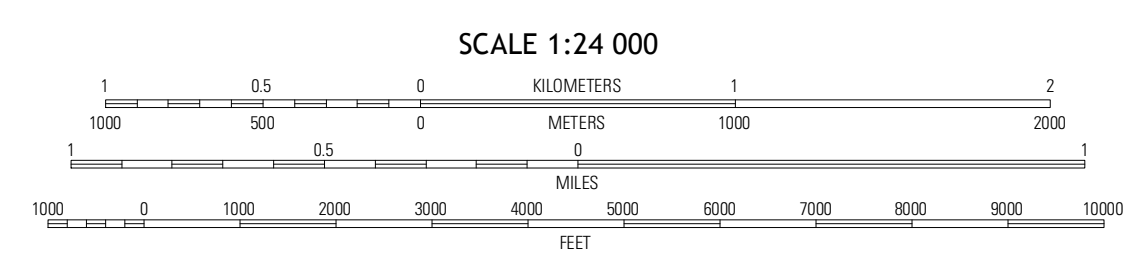 SCALE 1:24 000
1 0.5 0 KILOMETERS 1 2
1000 500 0 METERS 1000 2000
1 0.5 0 1
MILES
1000 0 1000 2000 3000 4000 5000 6000 7000 8000 9000 10000
FEET